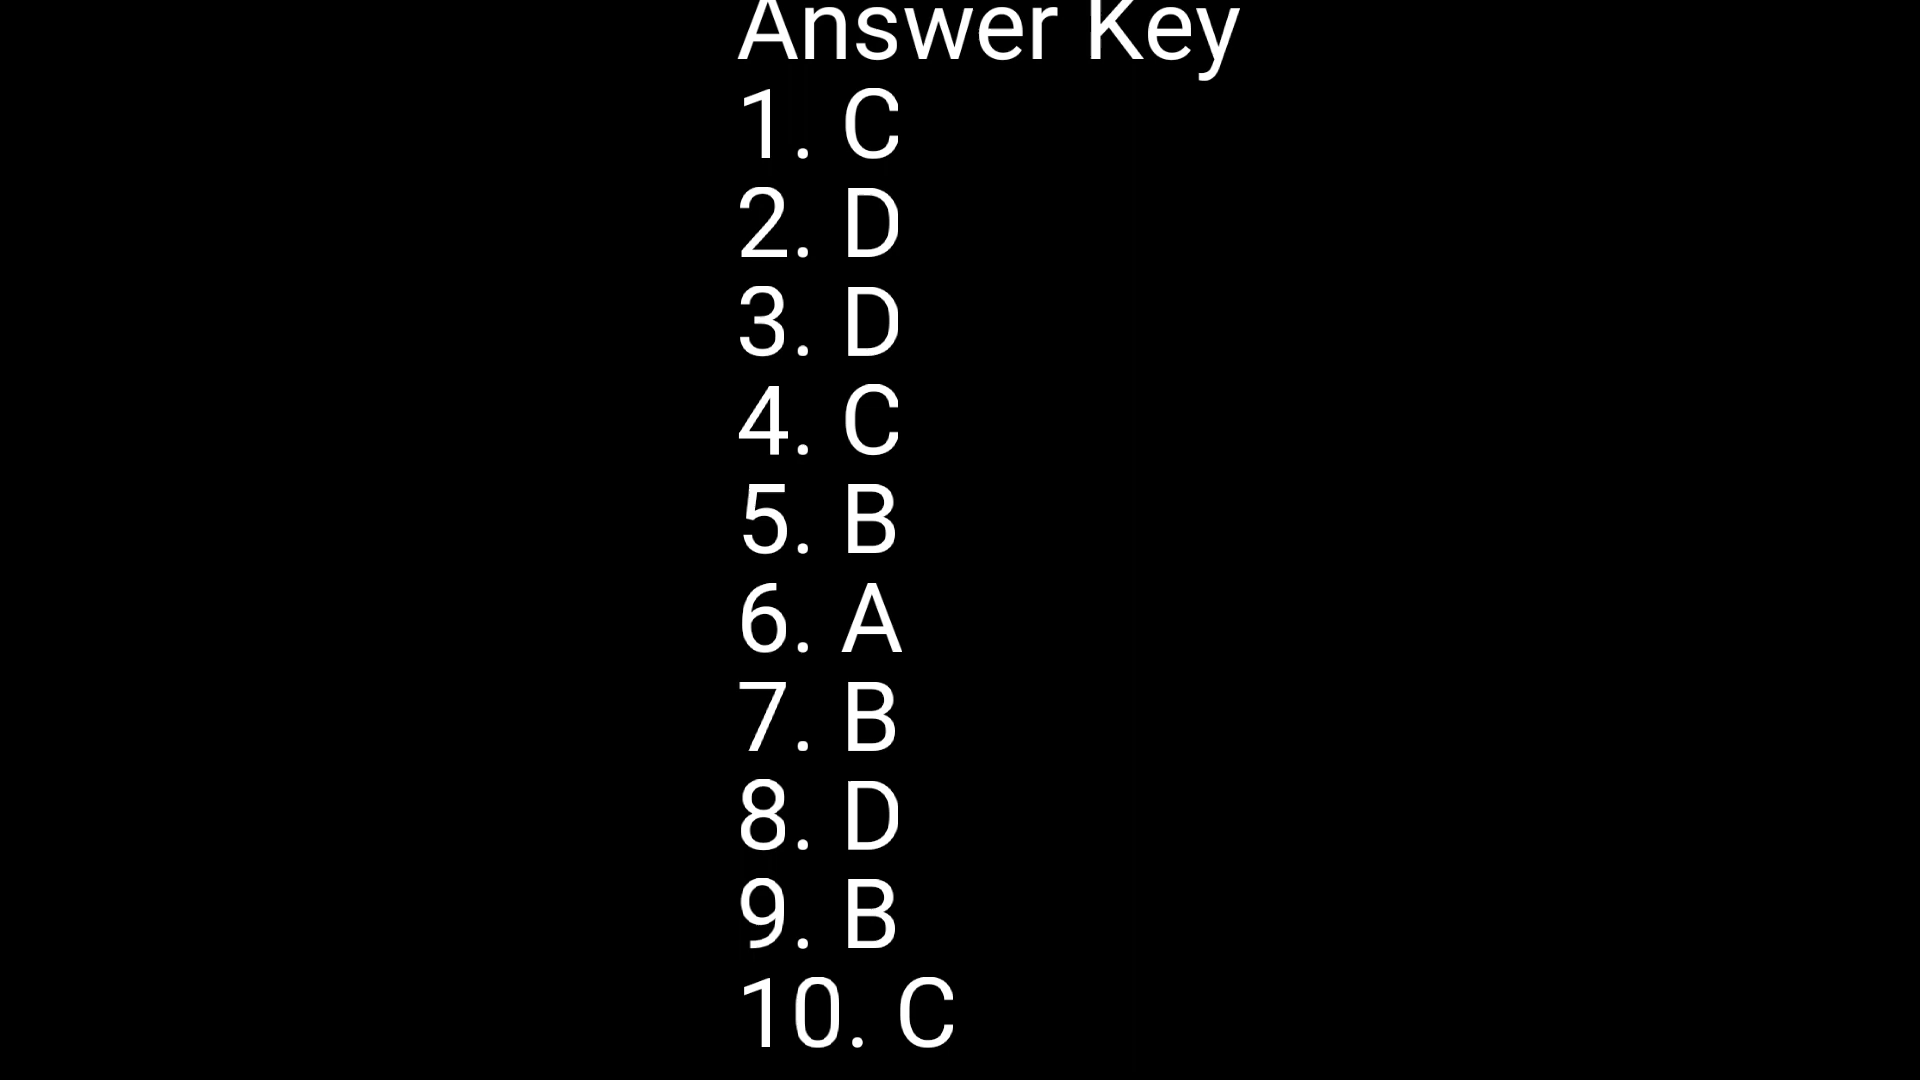 Answer Key
1. C
2. D
3. D
4. C
5. B
6. A
7. B
8. D
9. B
10. C